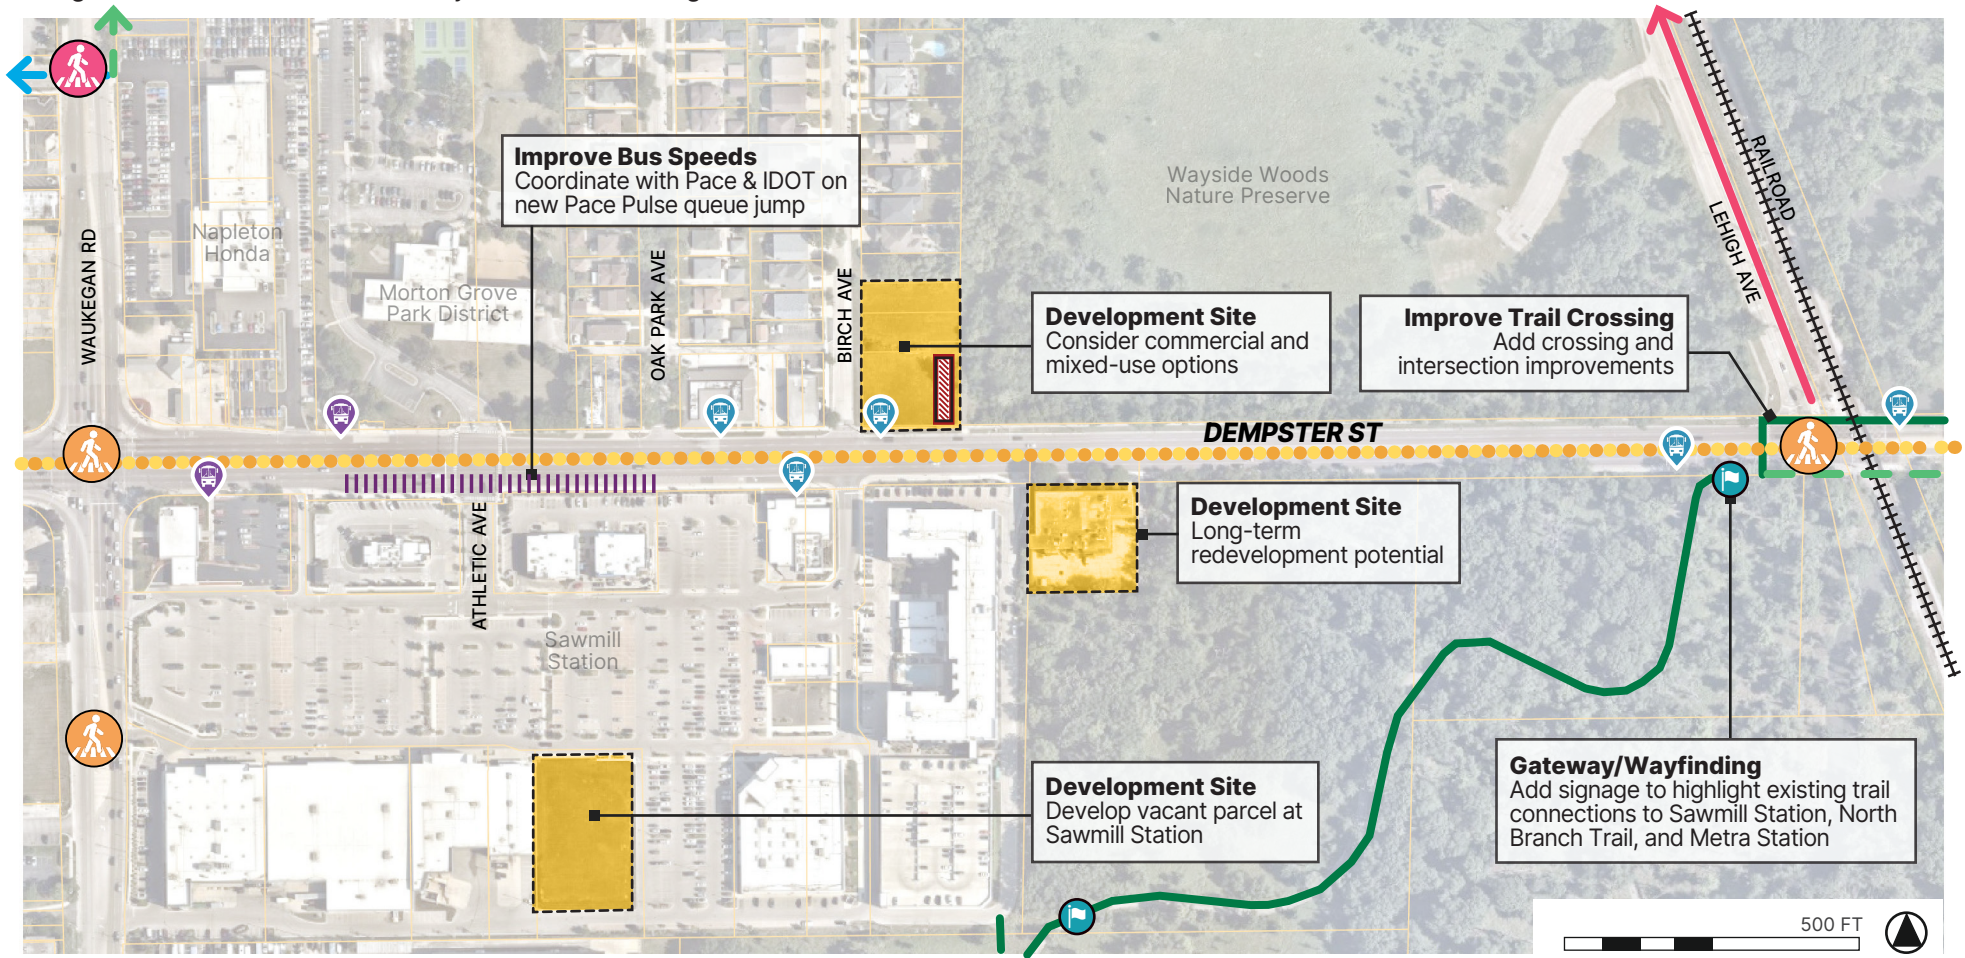 Improve Bus Speeds
Coordinate with Pace & IDOT on
new Pace Pulse queue jump
Wayside Woods
Nature Preserve
RAILROAD
LEHIGH AVE
WAUKEGAN RD
Napleton
Honda
Morton Grove
Park District
OAK PARK AVE
BIRCH AVE
Development Site
Consider commercial and
mixed-use options
Improve Trail Crossing
Add crossing and
intersection improvements
DEMPSTER ST
ATHLETIC AVE
Development Site
Long-term
redevelopment potential
Sawmill
Station
Development Site
Develop vacant parcel at
Sawmill Station
Gateway/Wayfinding
Add signage to highlight existing trail
connections to Sawmill Station, North
Branch Trail, and Metra Station
500 FT